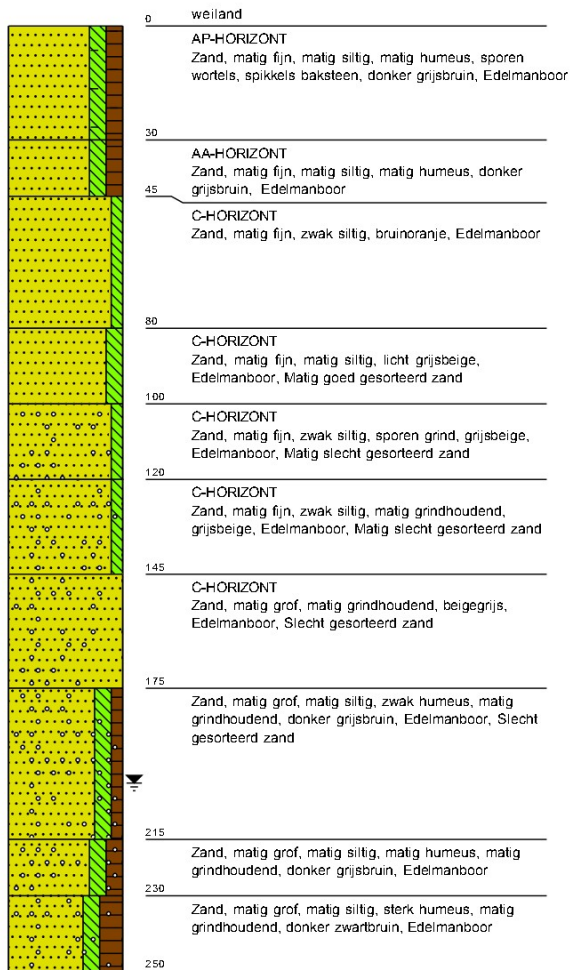 0
weiland
AP-HORIZONT
Zand, matig fijn, matig siltig, matig humeus, sporen
wortels, spikkels baksteen, donker grijsbruin, Edelmanboor
30
AA-HORIZONT
Zand, matig fijn, matig siltig, matig humeus, donker
grijsbruin, Edelmanboor
45
C-HORIZONT
Zand, matig fijn, zwak siltig, bruinoranje, Edelmanboor
80
C-HORIZONT
Zand, matig fijn, matig siltig, licht grijsbeige,
Edelmanboor, Matig goed gesorteerd zand
100
C-HORIZONT
Zand, matig fijn, zwak siltig, sporen grind, grijsbeige,
Edelmanboor, Matig slecht gesorteerd zand
120
C-HORIZONT
Zand, matig fijn, zwak siltig, matig grindhoudend,
grijsbeige, Edelmanboor, Matig slecht gesorteerd zand
145
C-HORIZONT
Zand, matig grof, matig grindhoudend, beigegrijs,
Edelmanboor, Slecht gesorteerd zand
175
Zand, matig grof, matig siltig, zwak humeus, matig
grindhoudend, donker grijsbruin, Edelmanboor, Slecht
gesorteerd zand
215
Zand, matig grof, matig siltig, matig humeus, matig
grindhoudend, donker grijsbruin, Edelmanboor
230
Zand, matig grof, matig siltig, sterk humeus, matig
grindhoudend, donker zwartbruin, Edelmanboor
250